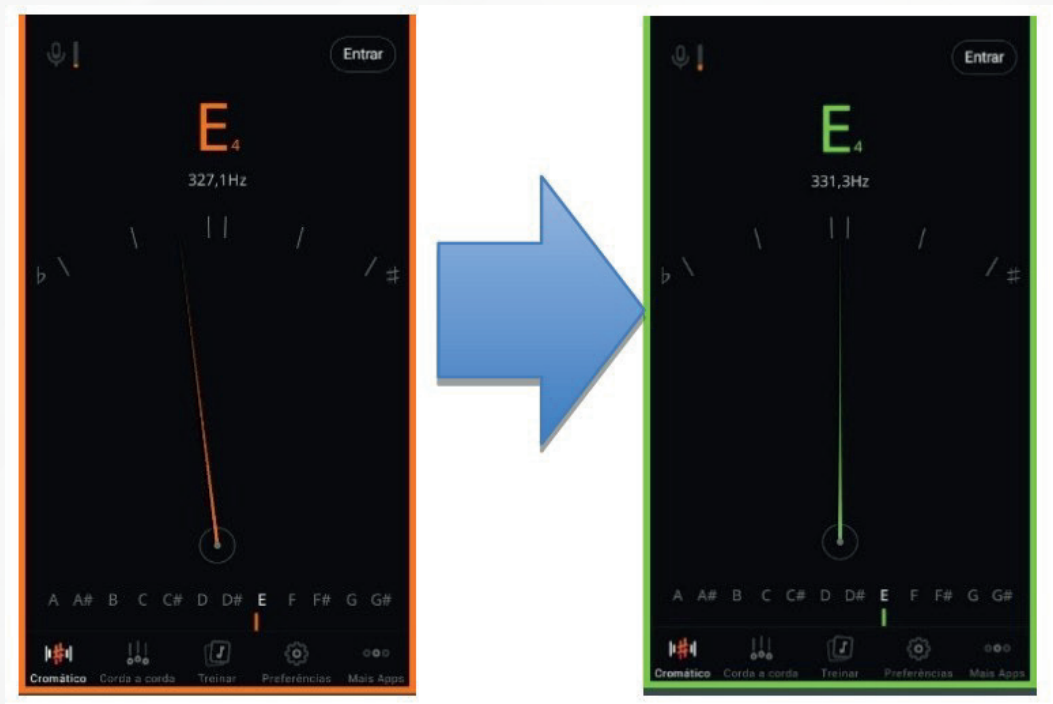 Entrar
E4
327,1Hz
♭ ♯
A A# B C C# D D# E F F# G G#
Cromático Corda a corda Treinar Preferências Mais Apps
Entrar
E4
331,3Hz
♭ ♯
A A# B C C# D D# E F F# G G#
Cromático Corda a corda Treinar Preferências Mais Apps